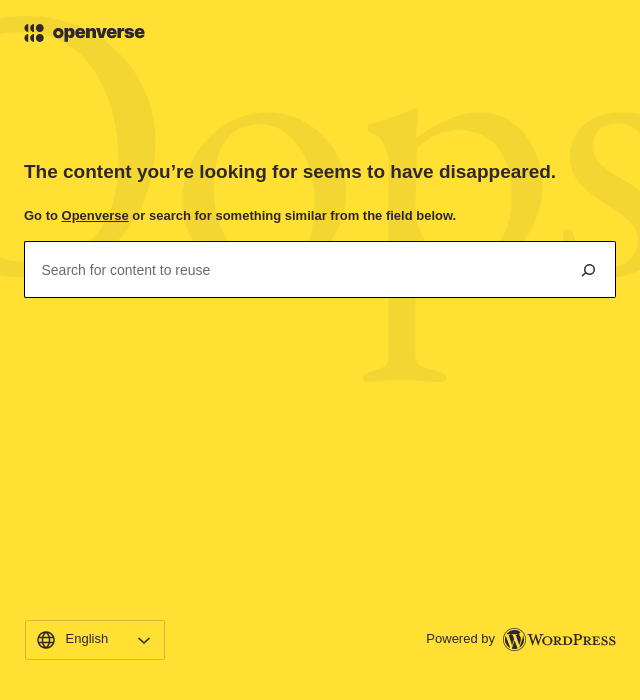 openverse
Oops
The content you’re looking for seems to have disappeared.
Go to Openverse or search for something similar from the field below.
Search for content to reuse
English
Powered by WORDPRESS